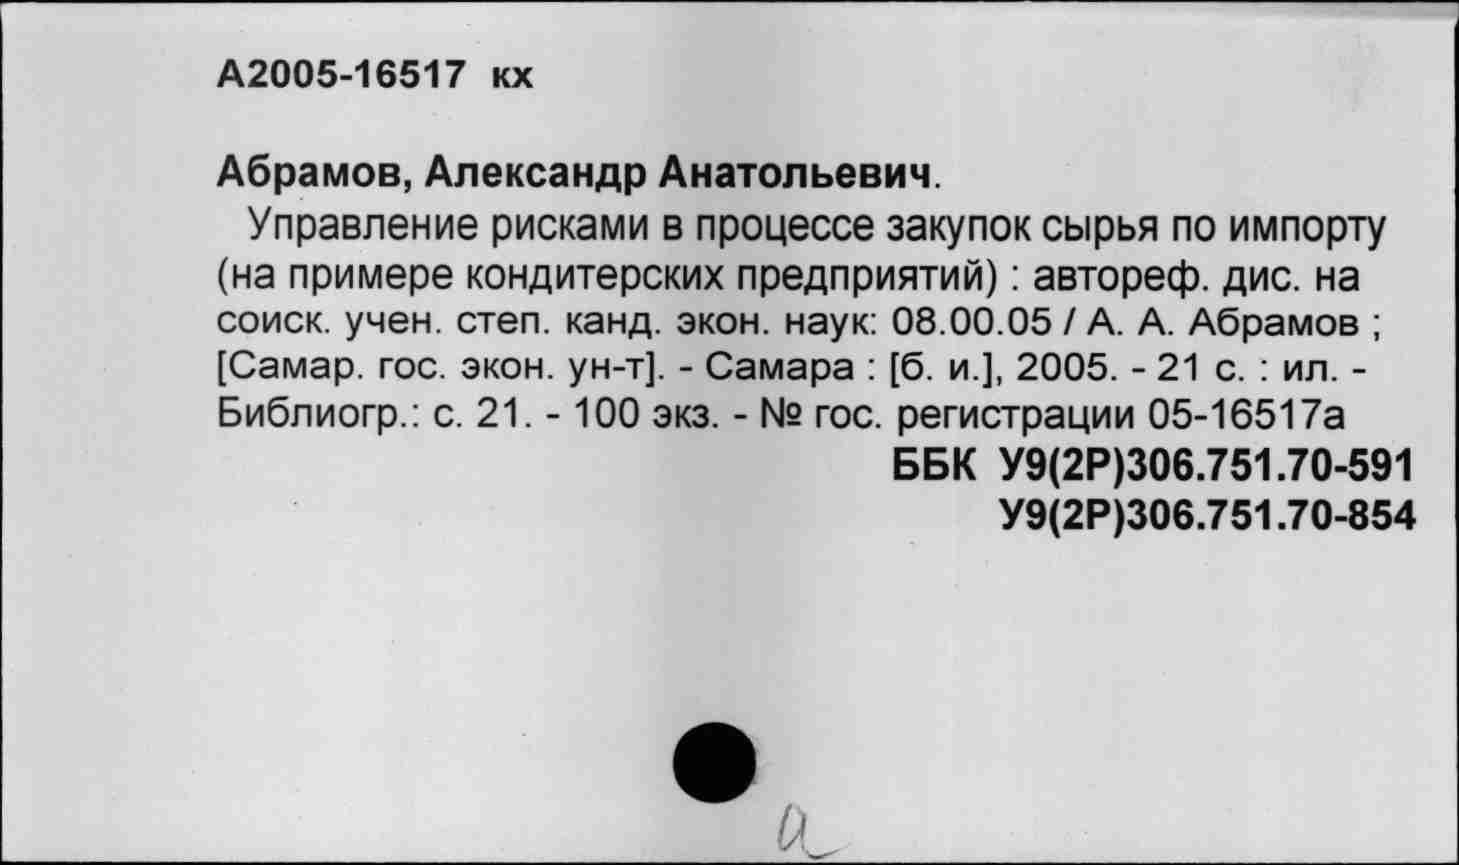 А2005-16517 кх
Абрамов, Александр Анатольевич.
Управление рисками в процессе закупок сырья по импорту
(на примере кондитерских предприятий) : автореф. дис. на
соиск. учен. степ. канд. экон. наук: 08.00.05 / А. А. Абрамов ;
[Самар. гос. экон. ун-т]. - Самара : [б. и.], 2005. - 21 с. : ил. -
Библиогр.: с. 21. - 100 экз. - № гос. регистрации 05-16517а
ББК У9(2Р)306.751.70-591
У9(2Р)306.751.70-854
а